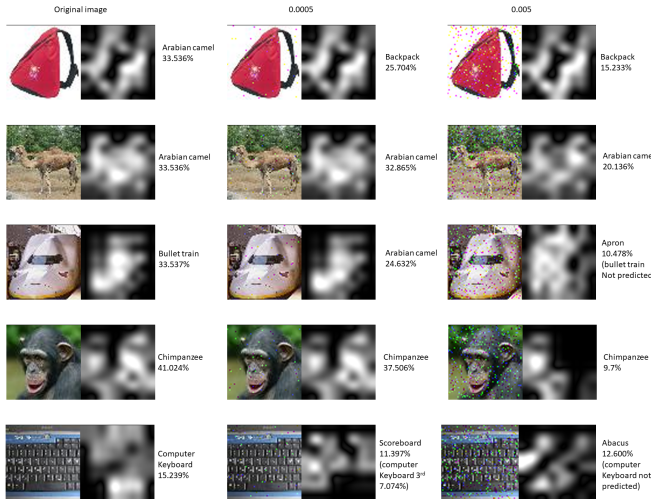 Original image
0.0005
0.005
Arabian camel
33.536%
Backpack
25.704%
Backpack
15.233%
Arabian camel
33.536%
Arabian camel
32.865%
Arabian camel
20.136%
Bullet train
33.537%
Arabian camel
24.632%
Apron
10.478%
(bullet train
Not predicted
Chimpanzee
41.024%
Chimpanzee
37.506%
Chimpanzee
9.7%
Computer
Keyboard
15.239%
Scoreboard
11.397%
(computer
Keyboard 3rd
7.074%)
Abacus
12.600%
(computer
Keyboard not
predicted)